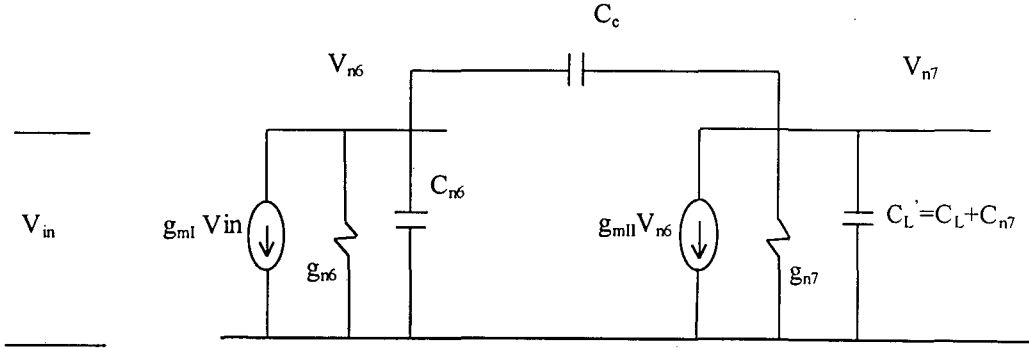 C_c
V_n6
V_n7
V_in
g_mI Vin
g_n6
C_n6
g_mII V_n6
g_n7
C_L'=C_L+C_n7